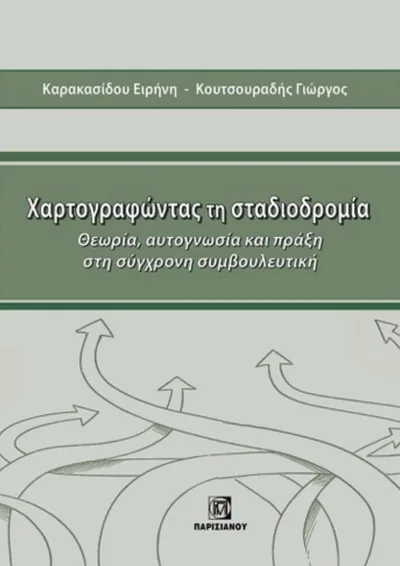 Καρακασίδου Ειρήνη - Κουτσουραδής Γιώργος
Χαρτογραφώντας τη σταδιοδρομία
Θεωρία, αυτογνωσία και πράξη
στη σύγχρονη συμβουλευτική
ΠΑΡΙΣΙΑΝΟΥ